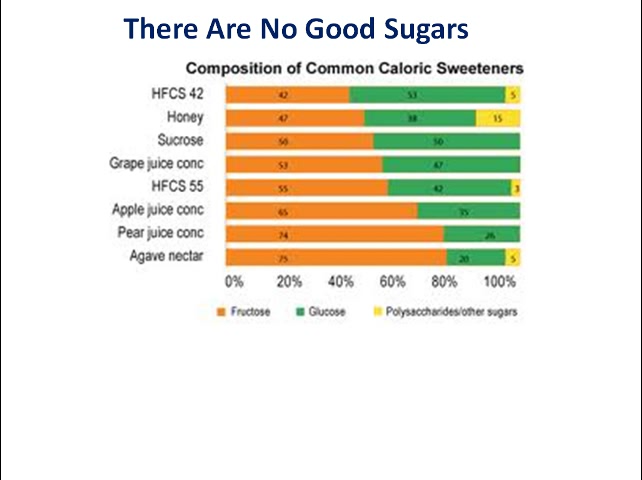 There Are No Good Sugars
Composition of Common Caloric Sweeteners
HFCS 42 42 53 5
Honey 47 38 15
Sucrose 50 50
Grape juice conc 53 47
HFCS 55 55 42 3
Apple juice conc 65 35
Pear juice conc 74 26
Agave nectar 75 20 5
0% 20% 40% 60% 80% 100%
Fructose Glucose Polysaccharides/other sugars